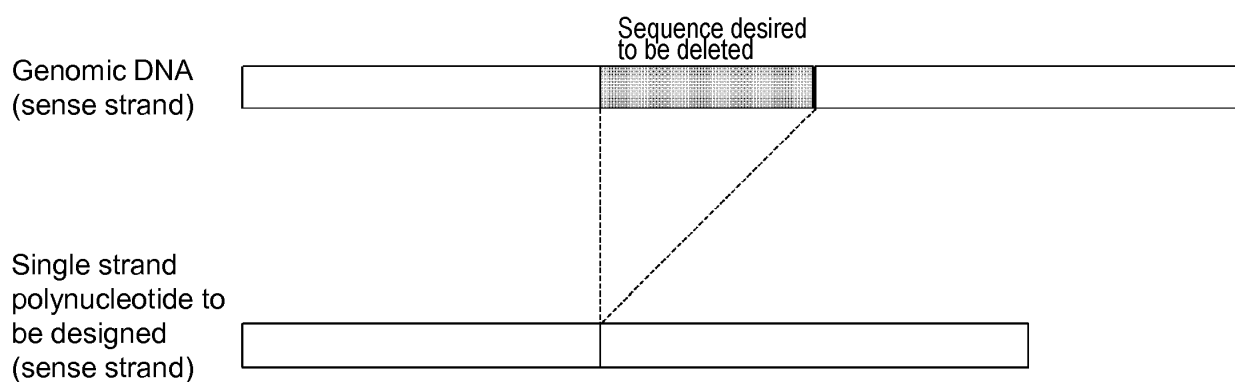 Sequence desired
to be deleted
Genomic DNA
(sense strand)
Single strand
polynucleotide to
be designed
(sense strand)